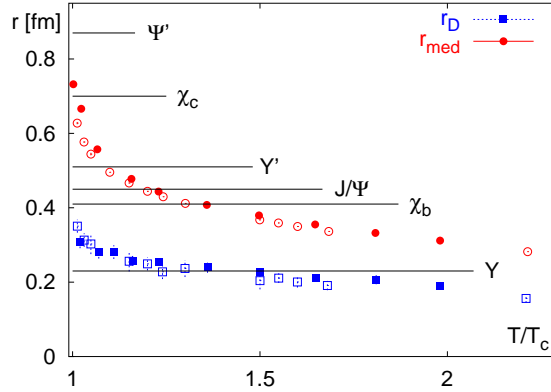 r [fm]
0.8
0.6
0.4
0.2
0
1
1.5
2
T/T_c
Ψ'
χ_c
Y'
J/Ψ
χ_b
Y
r_D
r_med